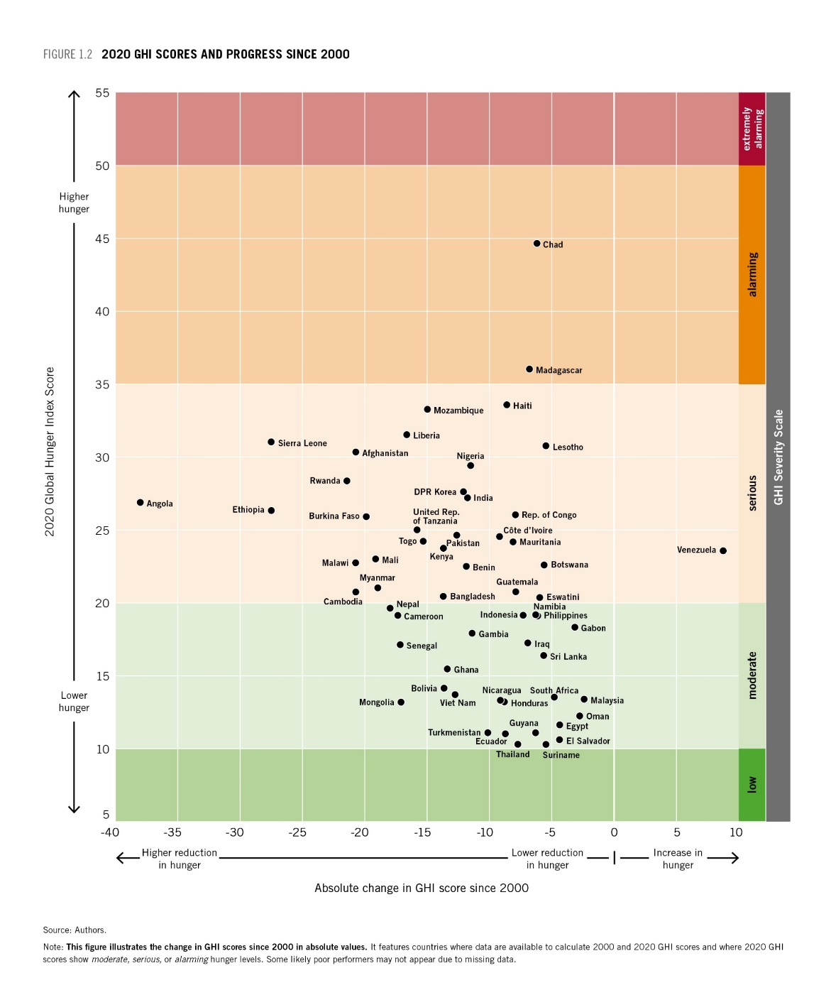 FIGURE 1.2 2020 GHI SCORES AND PROGRESS SINCE 2000
55
50
45
40
35
30
25
20
15
10
5
Higher
hunger
Lower
hunger
2020 Global Hunger Index Score
extremely
alarming
alarming
serious
moderate
low
GHI Severity Scale
Chad
Madagascar
Haiti
Mozambique
Liberia
Sierra Leone
Lesotho
Afghanistan
Nigeria
Rwanda
DPR Korea
India
Angola
Ethiopia
Burkina Faso
United Rep.
of Tanzania
Rep. of Congo
Côte d'Ivoire
Togo
Pakistan
Mauritania
Kenya
Venezuela
Malawi
Mali
Benin
Botswana
Myanmar
Guatemala
Cambodia
Bangladesh
Eswatini
Nepal
Namibia
Cameroon
Indonesia
Philippines
Gabon
Gambia
Senegal
Iraq
Sri Lanka
Ghana
Bolivia
Viet Nam
Nicaragua
South Africa
Mongolia
Honduras
Malaysia
Oman
Guyana
Egypt
Turkmenistan
Ecuador
El Salvador
Thailand
Suriname
-40 -35 -30 -25 -20 -15 -10 -5 0 5 10
Higher reduction
in hunger
Lower reduction
in hunger
Increase in
hunger
Absolute change in GHI score since 2000
Source: Authors.
Note: This figure illustrates the change in GHI scores since 2000 in absolute values. It features countries where data are available to calculate 2000 and 2020 GHI scores and where 2020 GHI
scores show moderate, serious, or alarming hunger levels. Some likely poor performers may not appear due to missing data.